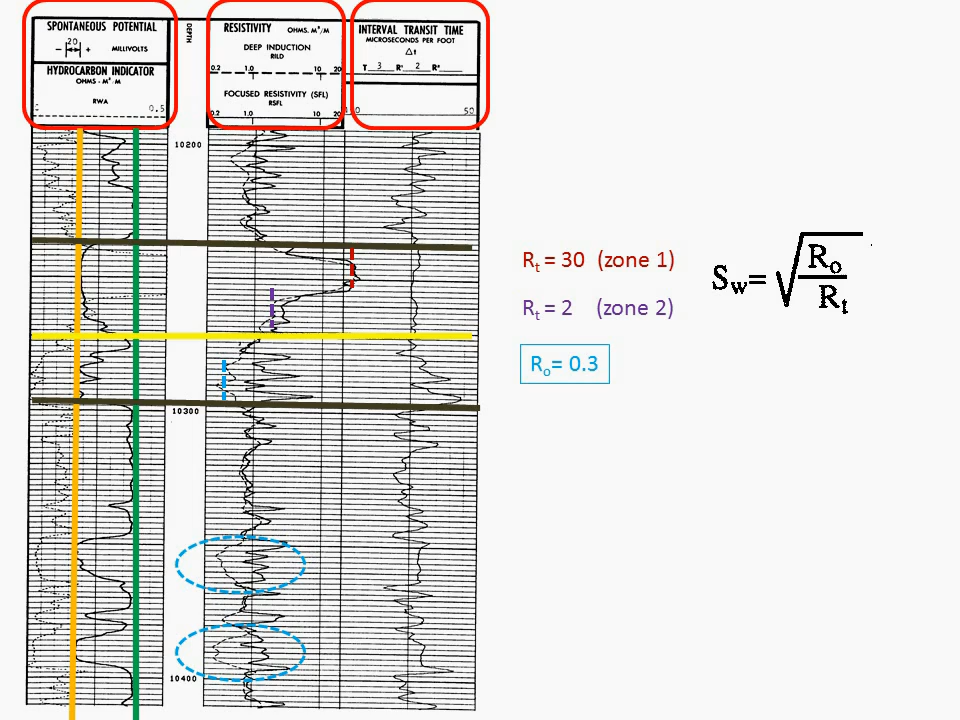 SPONTANEOUS POTENTIAL
20
- + MILLIVOLTS
HYDROCARBON INDICATOR
OHMS - M² M
RWA
0.5
DEPTH
RESISTIVITY OHMS. M²/M
DEEP INDUCTION
RILD
0.2 1.0 10 20
FOCUSED RESISTIVITY (SFL)
RSFL
0.2 1.0 10 20
INTERVAL TRANSIT TIME
MICROSECONDS PER FOOT
Δt
T 3 R¹ 2 R²
50
10200
10300
10400
Rt = 30 (zone 1)
Rt = 2 (zone 2)
Ro= 0.3
Sw=√Ro/Rt